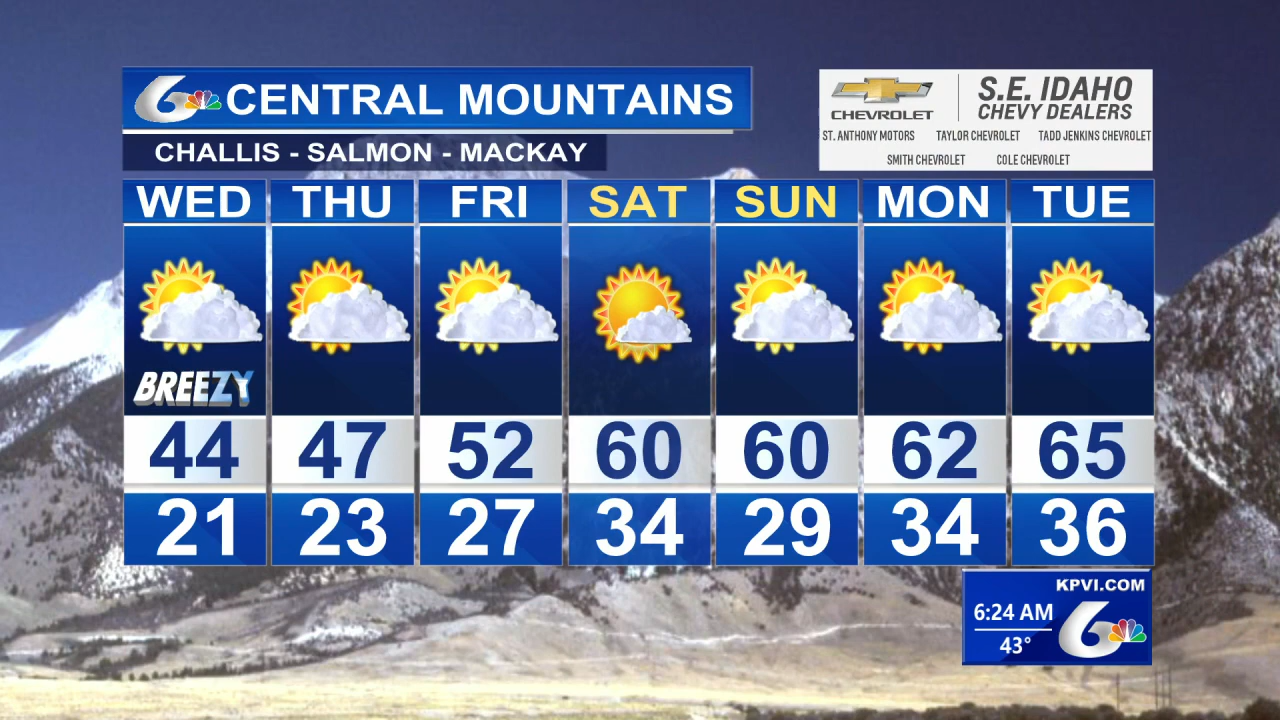 6 CENTRAL MOUNTAINS
CHALLIS - SALMON - MACKAY
CHEVROLET
S.E. IDAHO
CHEVY DEALERS
ST. ANTHONY MOTORS TAYLOR CHEVROLET TADD JENKINS CHEVROLET
SMITH CHEVROLET COLE CHEVROLET
WED THU FRI SAT SUN MON TUE
BREEZY
44 47 52 60 60 62 65
21 23 27 34 29 34 36
KPVI.COM
6:24 AM
43°
6